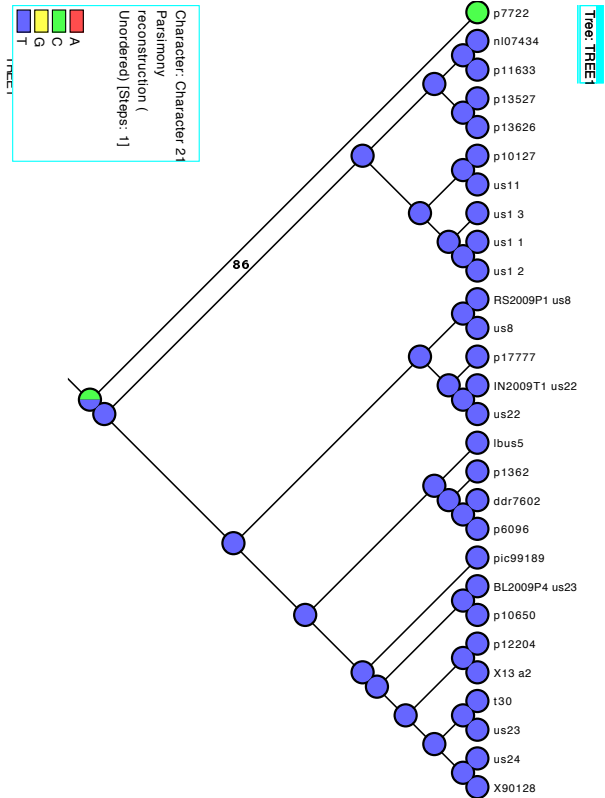 Tree: TREE1
Character: Character 21
Parsimony
reconstruction (
Unordered) [Steps: 1]
A
C
G
T
p7722
nl07434
p11633
p13527
p13626
p10127
us11
us1 3
us1 1
us1 2
RS2009P1 us8
us8
p17777
IN2009T1 us22
us22
lbus5
p1362
ddr7602
p6096
pic99189
BL2009P4 us23
p10650
p12204
X13 a2
t30
us23
us24
X90128
86